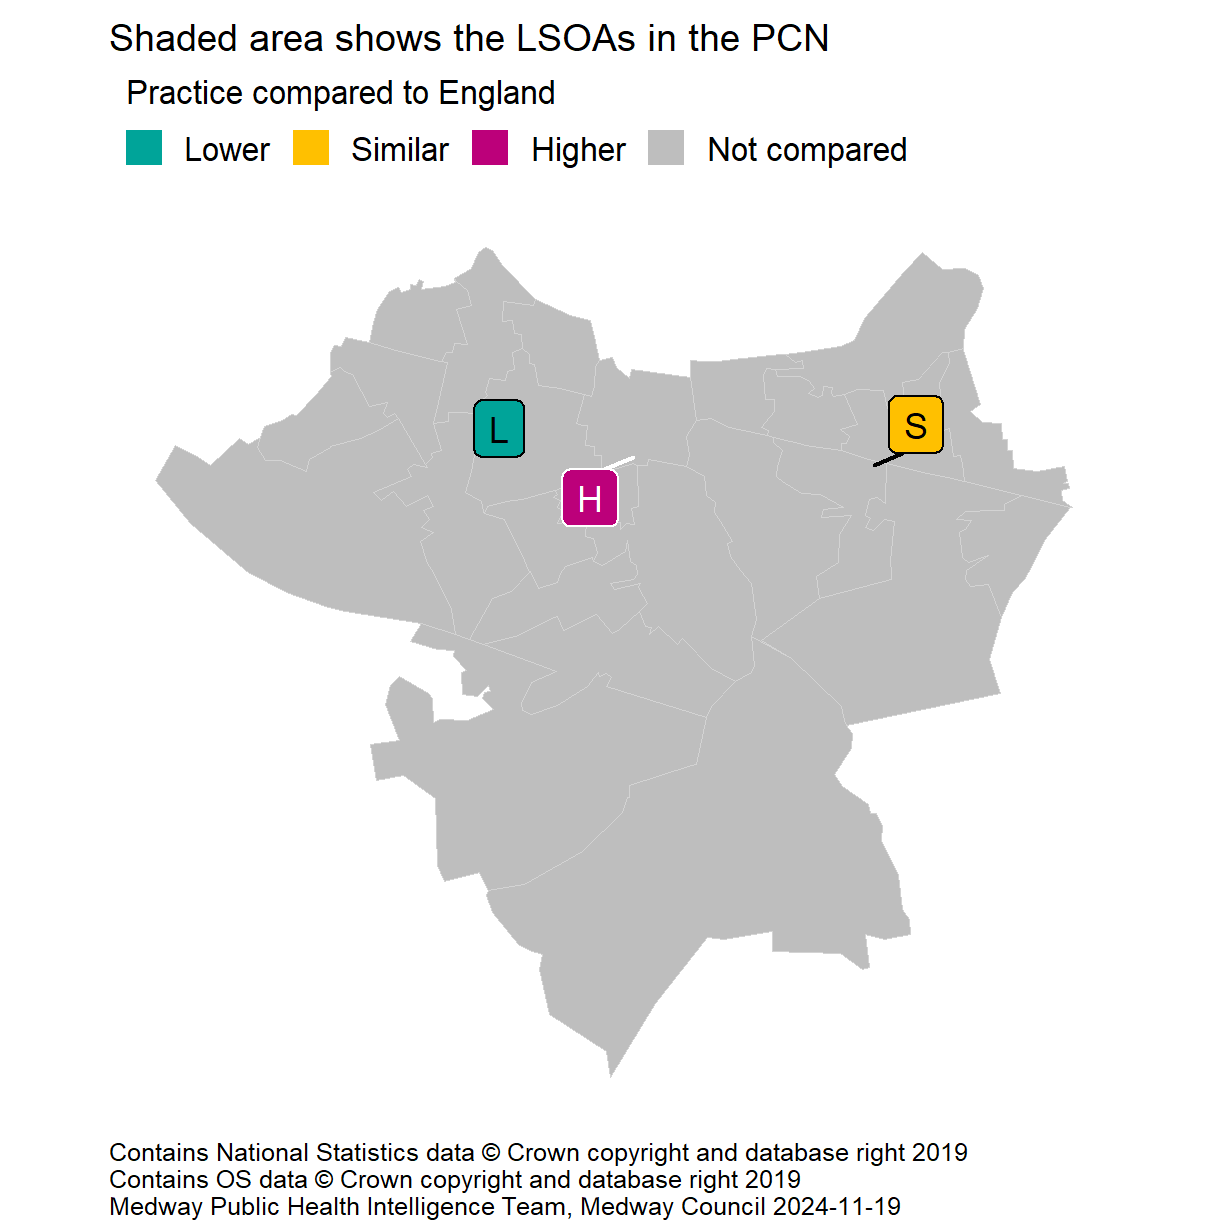 Shaded area shows the LSOAs in the PCN
Practice compared to England
Lower Similar Higher Not compared
L
S
H
Contains National Statistics data © Crown copyright and database right 2019
Contains OS data © Crown copyright and database right 2019
Medway Public Health Intelligence Team, Medway Council 2024-11-19